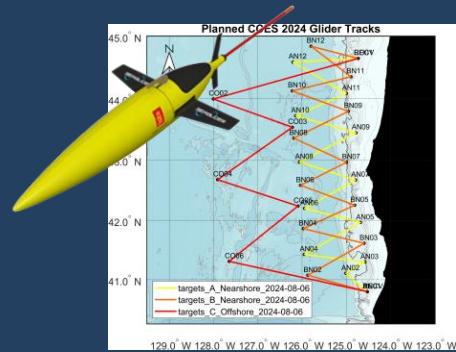 Planned COES 2024 Glider Tracks
45.0° N
44.0° N
43.0° N
42.0° N
41.0° N
N
BN12
AN12
BN11
BN10
AN11
CO02
AN10
BN09
CO03
BN08
AN09
AN08
BN07
CO04
BN06
AN07
AN06
BN05
BN04
AN05
BN03
AN04
CO06
AN03
BN02
AN02
targets_A_Nearshore_2024-08-06
targets_B_Nearshore_2024-08-06
targets_C_Offshore_2024-08-06
129.0° W
128.0° W
127.0° W
126.0° W
125.0° W
124.0° W
123.0° W